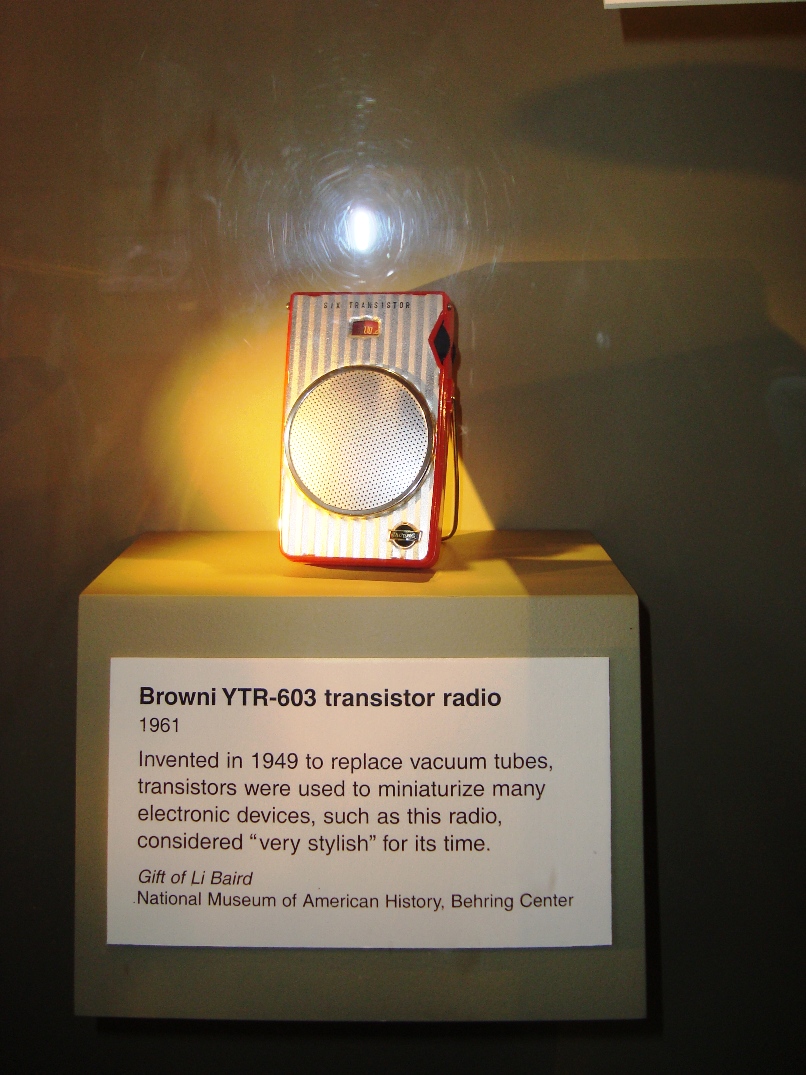 SIX TRANSISTOR
Browni YTR-603 transistor radio
1961
Invented in 1949 to replace vacuum tubes,
transistors were used to miniaturize many
electronic devices, such as this radio,
considered “very stylish” for its time.
Gift of Li Baird
National Museum of American History, Behring Center